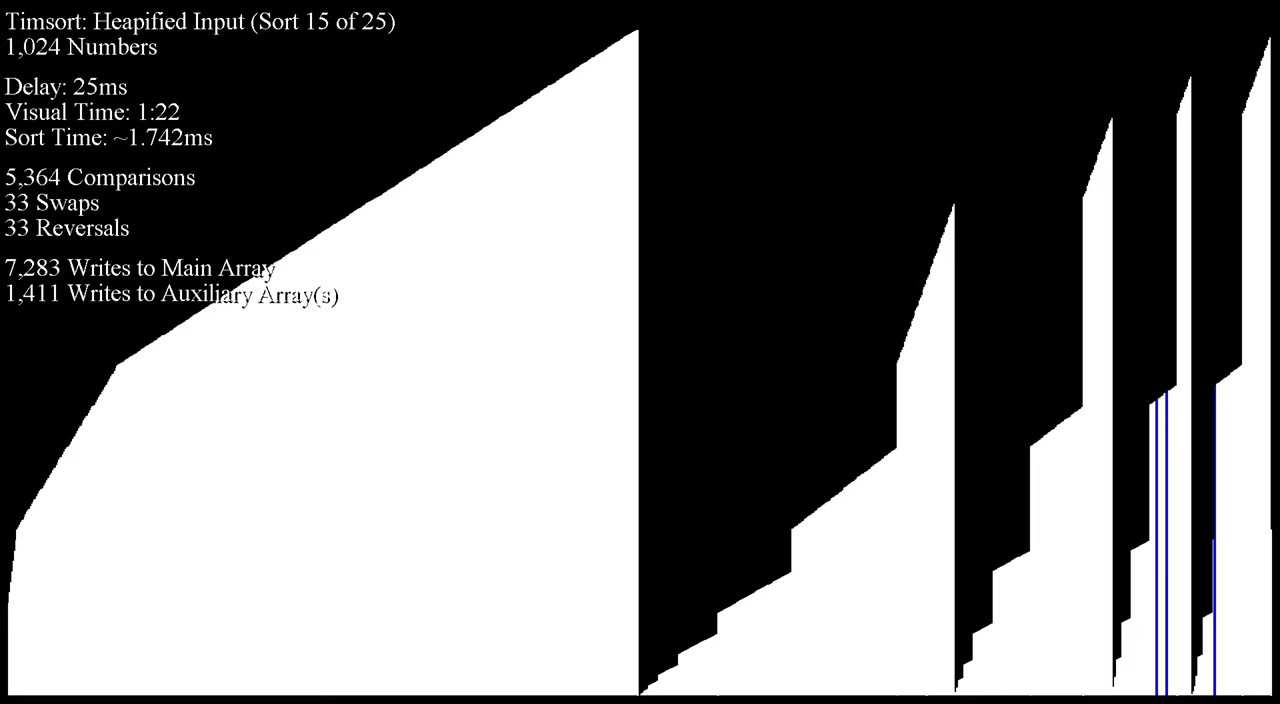 Timsort: Heapified Input (Sort 15 of 25)
1,024 Numbers
Delay: 25ms
Visual Time: 1:22
Sort Time: ~1.742ms
5,364 Comparisons
33 Swaps
33 Reversals
7,283 Writes to Main Array
1,411 Writes to Auxiliary Array(s)